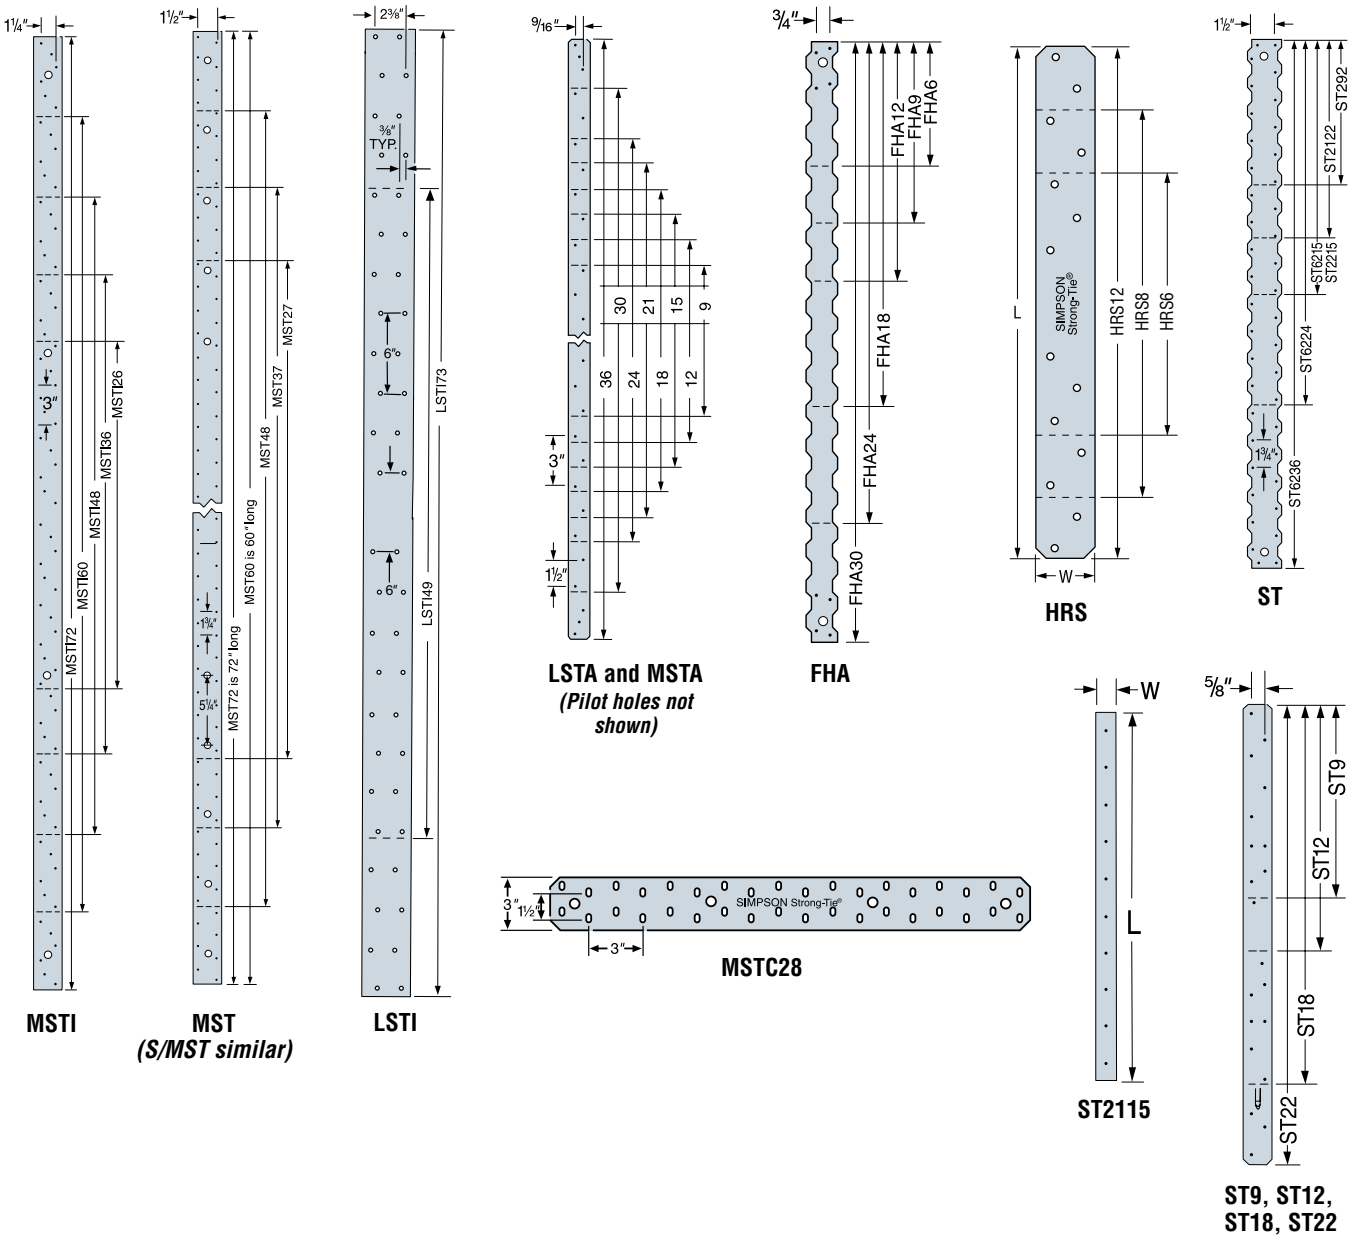 1¼"
MSTI26
MSTI36
MSTI48
MSTI60
MSTI72
3"
MSTI
1½"
MST27
MST37
MST48
MST60 is 60" long
MST72 is 72" long
1¾"
5¼"
MST
(S/MST similar)
2⅜"
⅜"
TYP.
6"
6"
LSTI73
LSTI49
LSTI
9/16"
30
21
15
9
36
24
18
12
3"
1½"
LSTA and MSTA
(Pilot holes not
shown)
3/4"
FHA6
FHA9
FHA12
FHA18
FHA24
FHA30
FHA
L
SIMPSON
Strong-Tie®
HRS12
HRS8
HRS6
W
HRS
1½"
ST292
ST2122
ST2215
ST6215
ST6224
ST6236
1¾"
ST
3"
1½"
SIMPSON Strong-Tie®
3"
MSTC28
W
L
ST2115
5/8"
ST9
ST12
ST18
ST22
ST9, ST12,
ST18, ST22